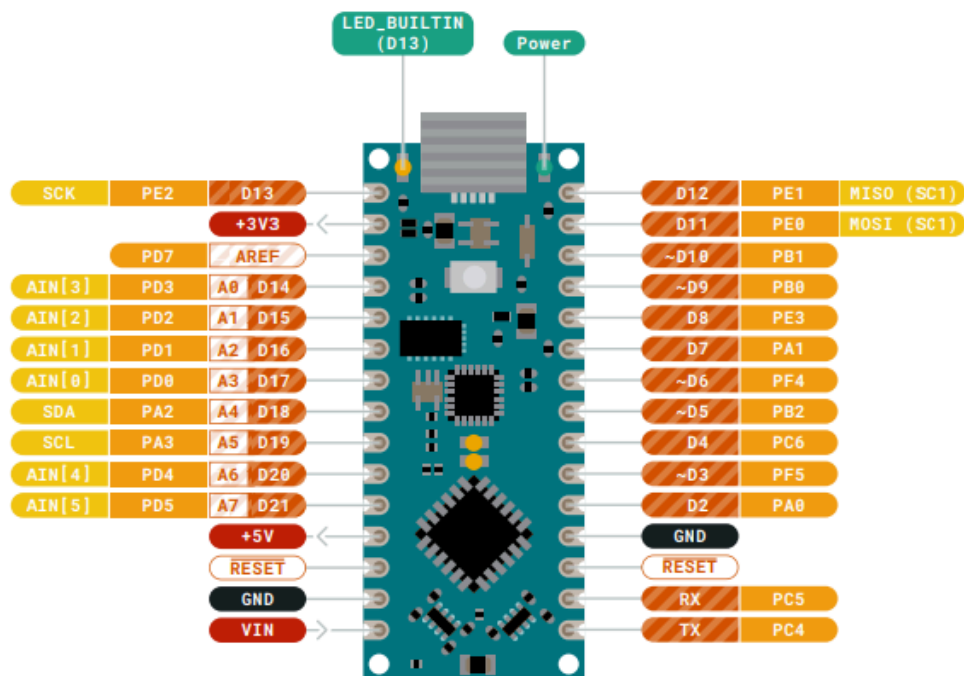 LED_BUILTIN
(D13)
Power
SCK PE2 D13
+3V3
PD7 AREF
AIN[3] PD3 A0 D14
AIN[2] PD2 A1 D15
AIN[1] PD1 A2 D16
AIN[0] PD0 A3 D17
SDA PA2 A4 D18
SCL PA3 A5 D19
AIN[4] PD4 A6 D20
AIN[5] PD5 A7 D21
+5V
RESET
GND
VIN
D12 PE1 MISO (SC1)
D11 PE0 MOSI (SC1)
~D10 PB1
~D9 PB0
D8 PE3
D7 PA1
~D6 PF4
~D5 PB2
D4 PC6
~D3 PF5
D2 PA0
GND
RESET
RX PC5
TX PC4